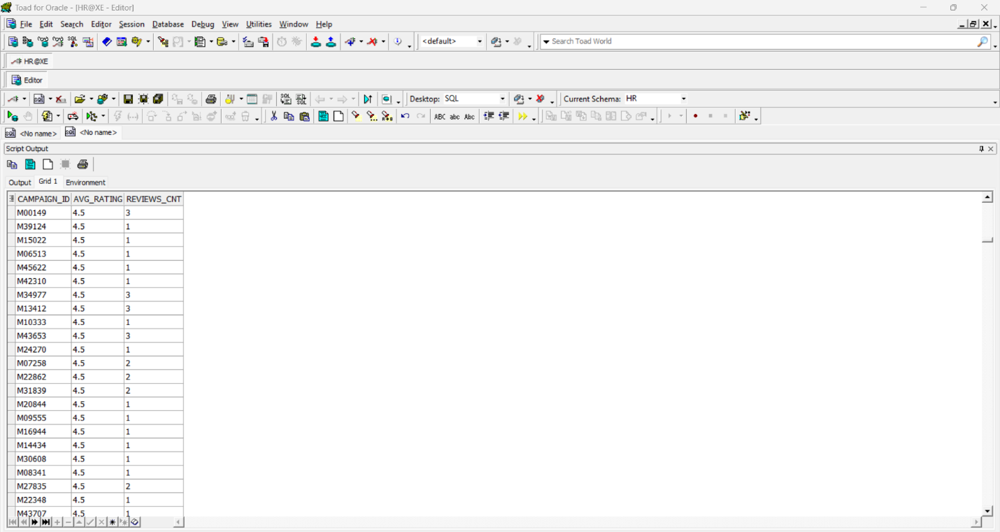 Toad for Oracle - [HR@XE - Editor]
File Edit Search Editor Session Database Debug View Utilities Window Help
<default> Search Toad World
HR@XE
Editor
Desktop: SQL Current Schema: HR
ABC abc Abc
<No name> <No name>
Script Output
Output Grid 1 Environment
CAMPAIGN_ID AVG_RATING REVIEWS_CNT
M00149 4.5 3
M39124 4.5 1
M15022 4.5 1
M06513 4.5 1
M45622 4.5 1
M42310 4.5 1
M34977 4.5 3
M13412 4.5 3
M10333 4.5 1
M43653 4.5 3
M24270 4.5 1
M07258 4.5 2
M22862 4.5 2
M31839 4.5 2
M20844 4.5 1
M09555 4.5 1
M16944 4.5 1
M14434 4.5 1
M30608 4.5 1
M08341 4.5 1
M27835 4.5 2
M22348 4.5 1
M43707 4.5 1